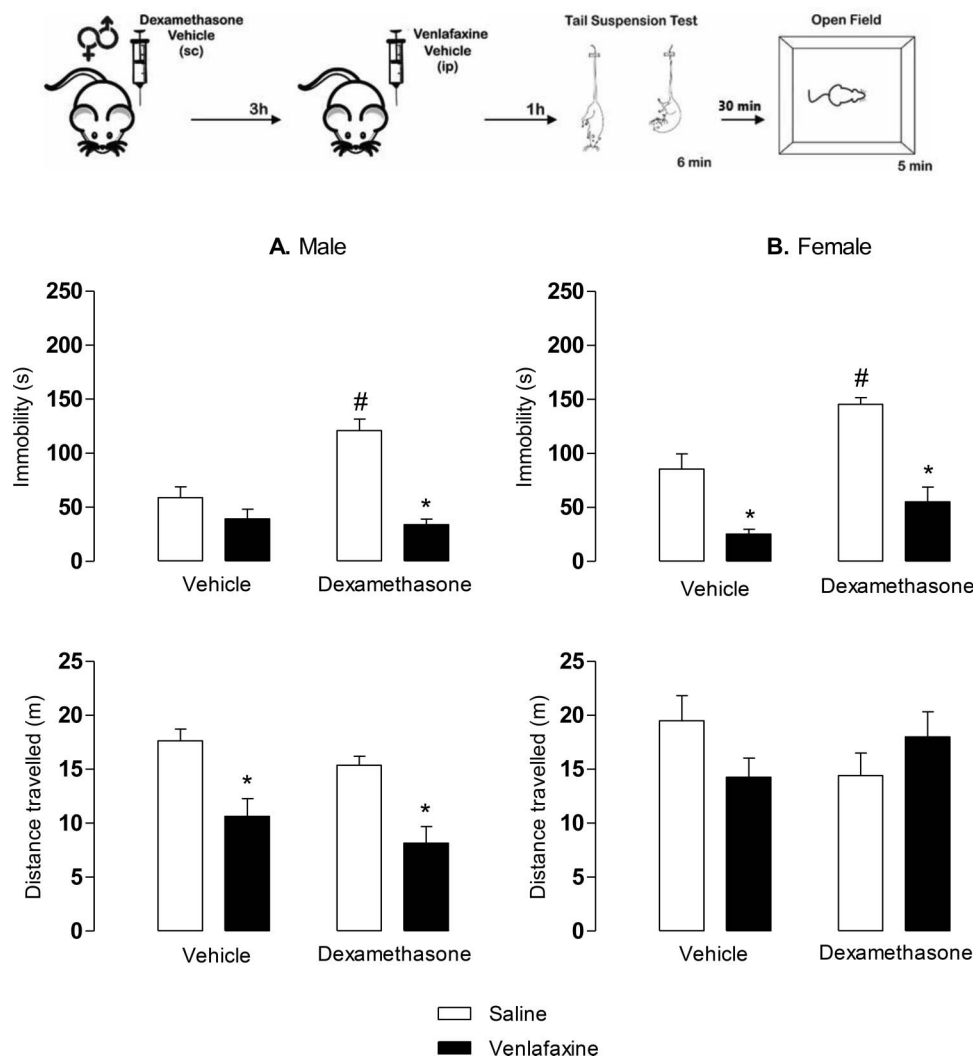 Dexamethasone
Vehicle
(sc)
3h
Venlafaxine
Vehicle
(ip)
1h
Tail Suspension Test
6 min
30 min
Open Field
5 min
A. Male
250
200
150
100
50
0
Immobility (s)
#
*
Vehicle
Dexamethasone
B. Female
250
200
150
100
50
0
Immobility (s)
*
#
*
Vehicle
Dexamethasone
25
20
15
10
5
0
Distance travelled (m)
*
*
Vehicle
Dexamethasone
25
20
15
10
5
0
Distance travelled (m)
Vehicle
Dexamethasone
Saline
Venlafaxine